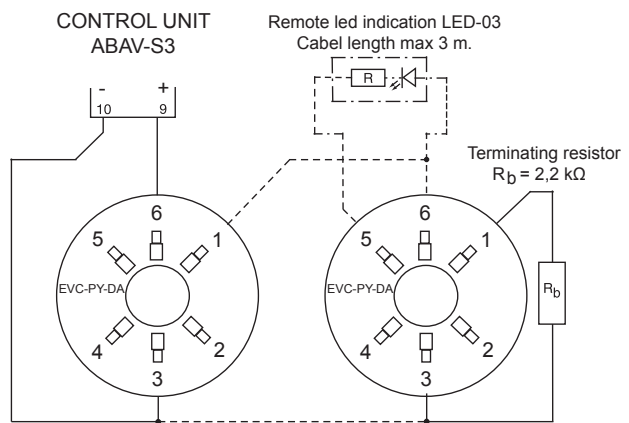 CONTROL UNIT
ABAV-S3
- +
10 9
Remote led indication LED-03
Cabel length max 3 m.
R
Terminating resistor
Rb = 2,2 kΩ
6
5 1
EVC-PY-DA
4 2
3
6
5 1
EVC-PY-DA
4 2
3
Rb